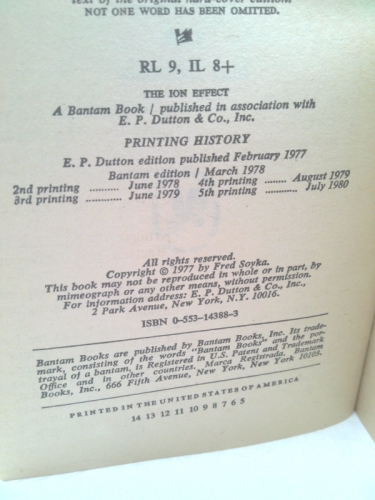 text of the original hard-cover edition.
NOT ONE WORD HAS BEEN OMITTED.
RL 9, IL 8+
THE ION EFFECT
A Bantam Book / published in association with
E. P. Dutton & Co., Inc.
PRINTING HISTORY
E. P. Dutton edition published February 1977
Bantam edition / March 1978
2nd printing .......... June 1978 4th printing ........ August 1979
3rd printing ............. June 1979 5th printing ............. July 1980
All rights reserved.
Copyright © 1977 by Fred Soyka.
This book may not be reproduced in whole or in part, by
mimeograph or any other means, without permission.
For information address: E. P. Dutton & Co., Inc.,
2 Park Avenue, New York, N.Y. 10016.
ISBN 0-553-14388-3
Bantam Books are published by Bantam Books, Inc. Its trade-
mark, consisting of the words "Bantam Books" and the por-
trayal of a bantam, is Registered in U.S. Patent and Trademark
Office and in other countries. Marca Registrada. Bantam
Books, Inc., 666 Fifth Avenue, New York, New York 10103.
PRINTED IN THE UNITED STATES OF AMERICA
14 13 12 11 10 9 8 7 6 5